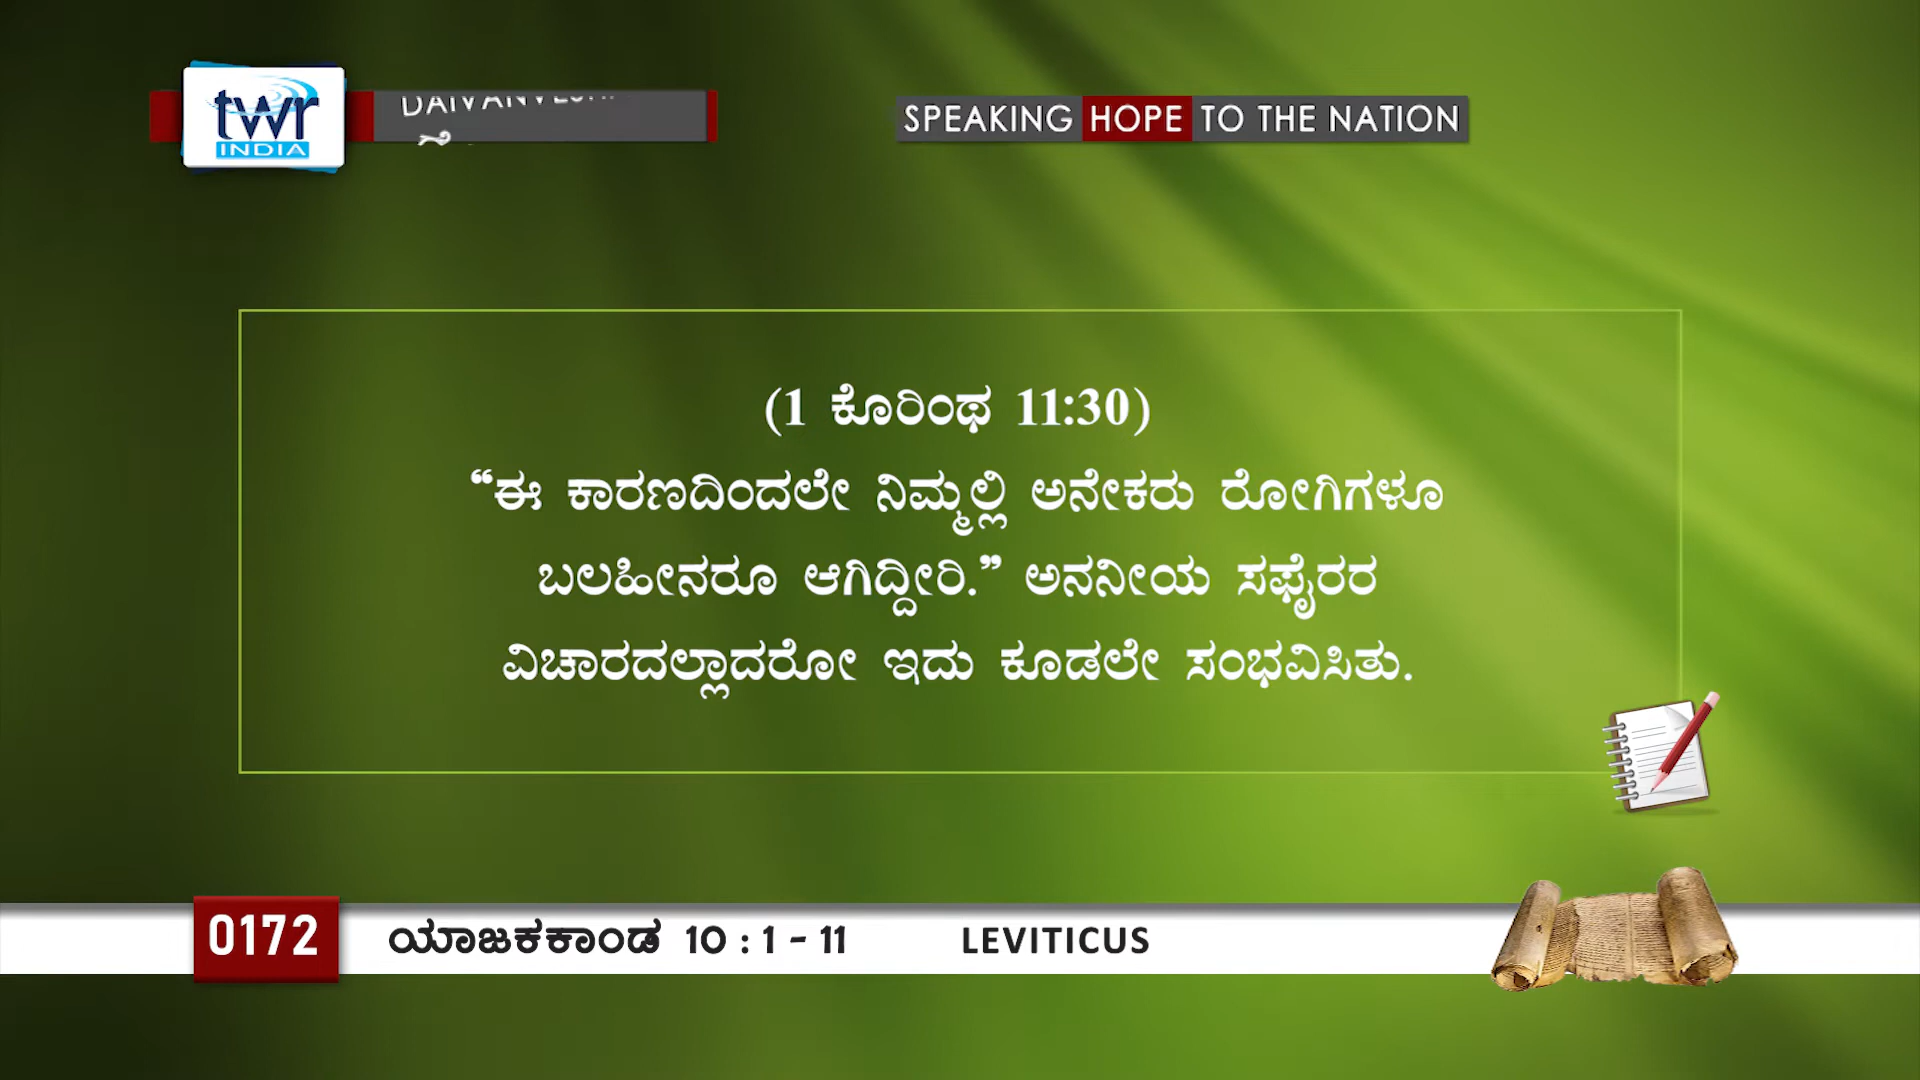 twr
INDIA
SPEAKING HOPE TO THE NATION
(1 ಕೊರಿಂಥ 11:30)
“ಈ ಕಾರಣದಿಂದಲೇ ನಿಮ್ಮಲ್ಲಿ ಅನೇಕರು ರೋಗಿಗಳೂ
ಬಲಹೀನರೂ ಆಗಿದ್ದೀರಿ.” ಅನನೀಯ ಸಫೈರರ
ವಿಚಾರದಲ್ಲಾದರೋ ಇದು ಕೂಡಲೇ ಸಂಭವಿಸಿತು.
0172 ಯಾಜಕಕಾಂಡ 10 : 1 - 11 LEVITICUS